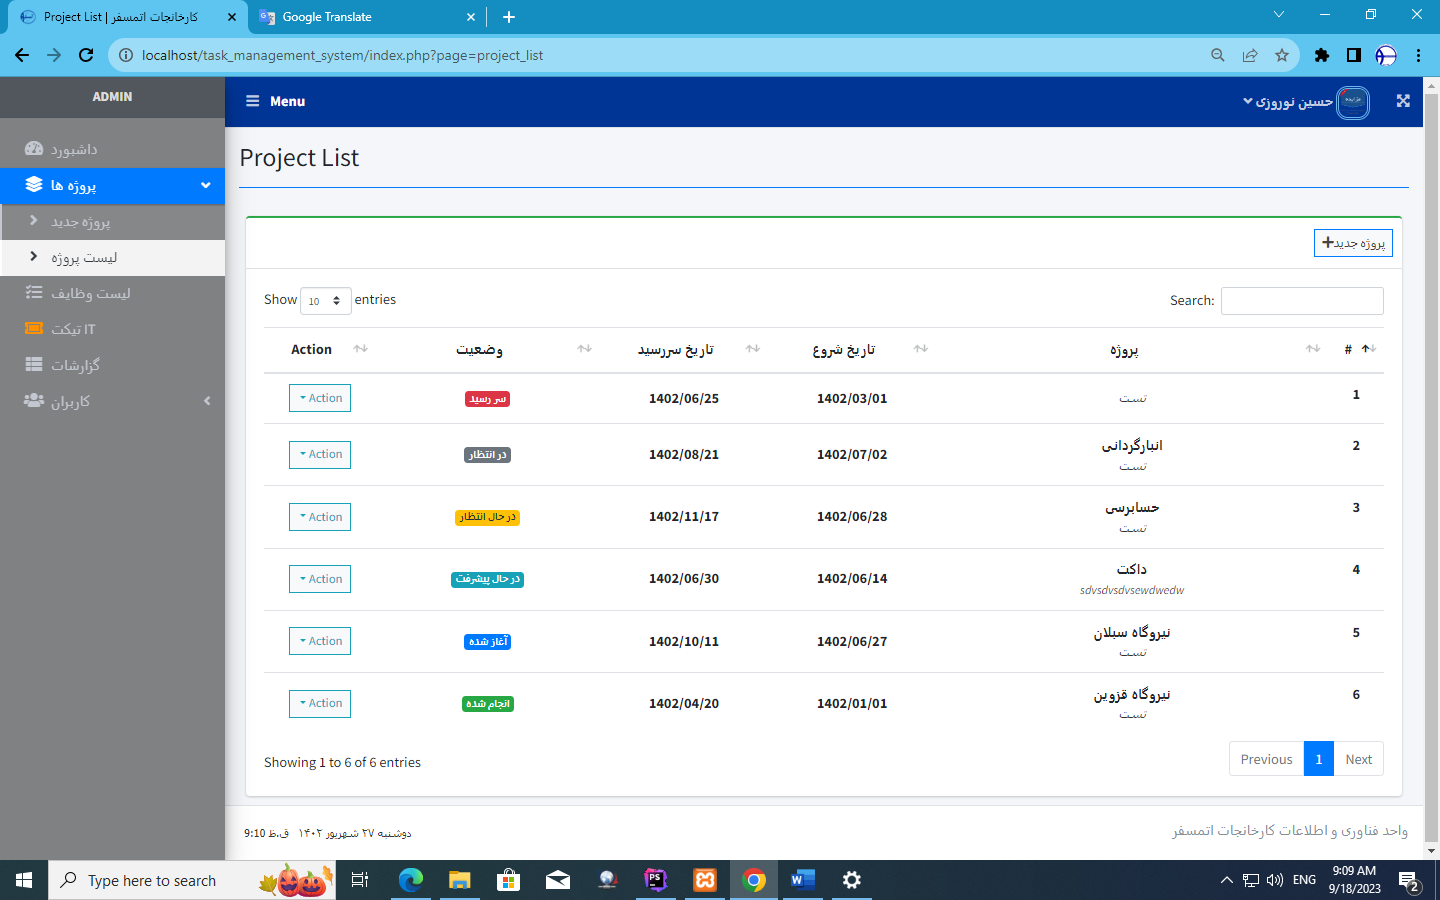 Project List | کارخانجات اتمسفر
Google Translate
localhost/task_management_system/index.php?page=project_list
ADMIN
Menu
حسین نوروزی
داشبورد
پروژه ها
پروژه جدید
لیست پروژه
لیست وظایف
تیکت IT
گزارشات
کاربران
Project List
پروژه جدید
Show 10 entries
Search:
Action وضعیت تاریخ سررسید تاریخ شروع پروژه #
Action سر رسید 1402/06/25 1402/03/01 تست 1
Action در انتظار 1402/08/21 1402/07/02 انبارگردانی 2
تست
Action در حال انتظار 1402/11/17 1402/06/28 حسابرسی 3
تست
Action در حال پیشرفت 1402/06/30 1402/06/14 داکت 4
sdvsdvsdvsewdwedw
Action آغاز شده 1402/10/11 1402/06/27 نیروگاه سبلان 5
تست
Action انجام شده 1402/04/20 1402/01/01 نیروگاه قزوین 6
تست
Showing 1 to 6 of 6 entries
Previous 1 Next
دوشنبه ۲۷ شهریور ۱۴۰۲ ق.ظ 9:10
واحد فناوری و اطلاعات کارخانجات اتمسفر
Type here to search
ENG
9:09 AM
9/18/2023
2